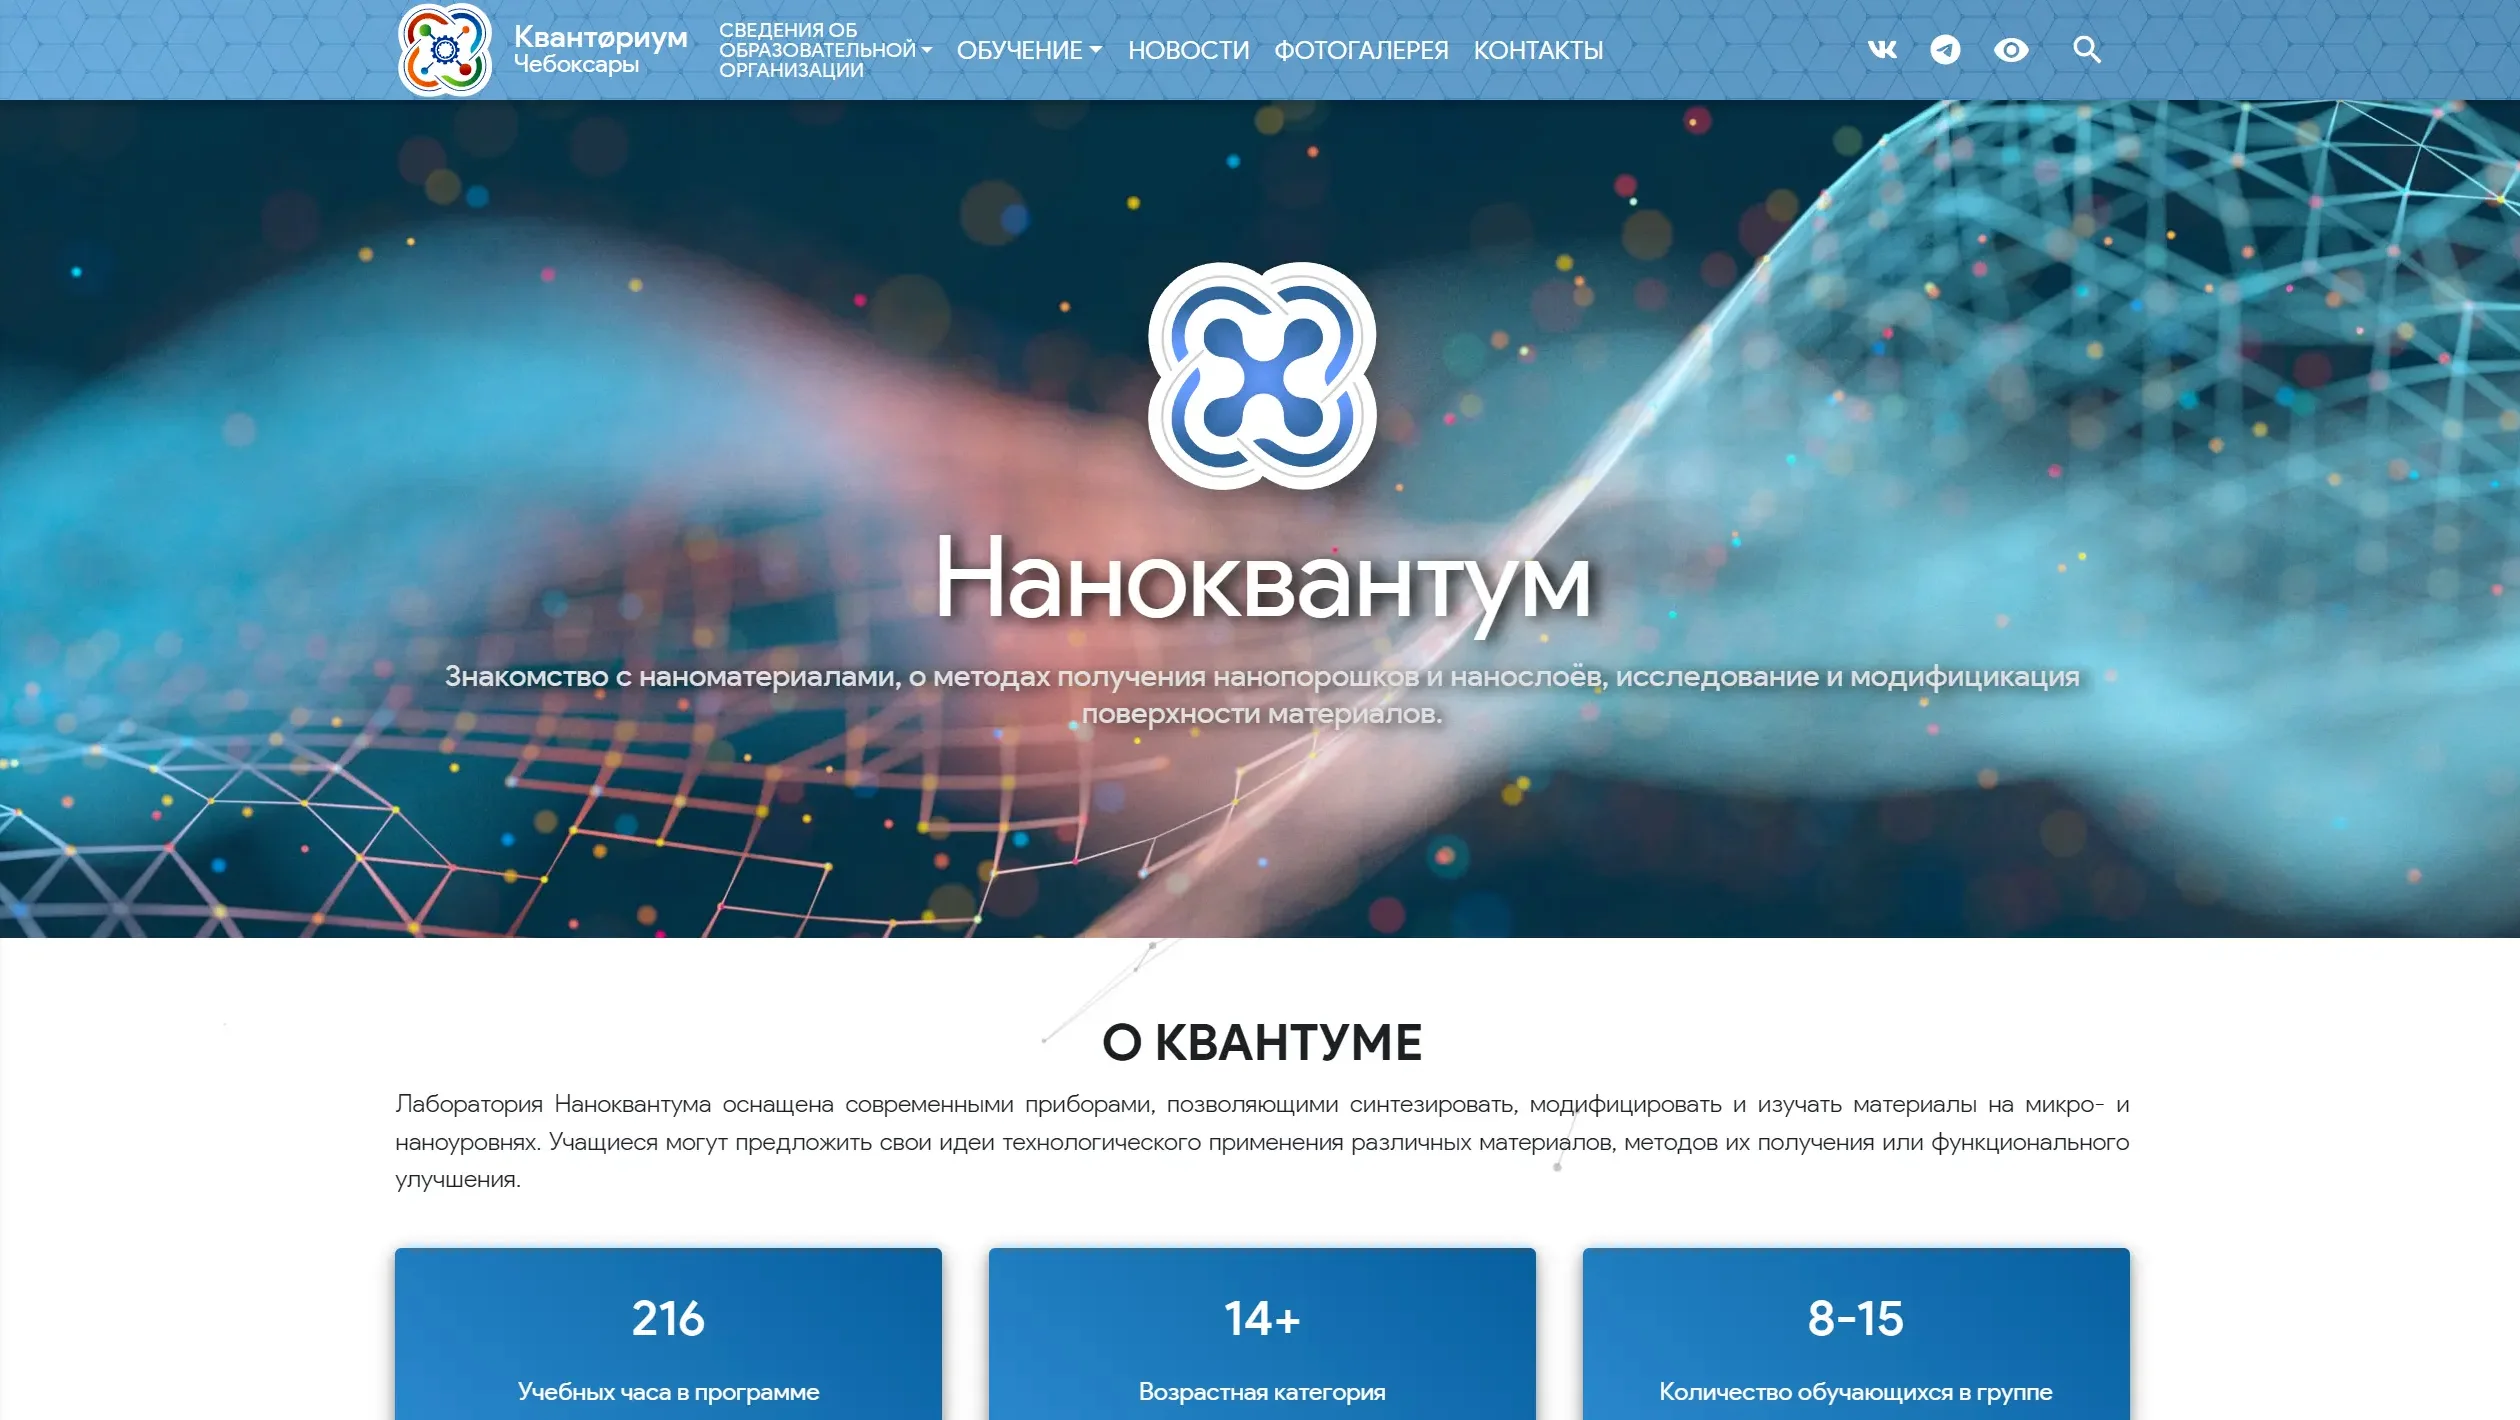 Кванториум
Чебоксары
СВЕДЕНИЯ ОБ
ОБРАЗОВАТЕЛЬНОЙ
ОРГАНИЗАЦИИ
ОБУЧЕНИЕ
НОВОСТИ
ФОТОГАЛЕРЕЯ
КОНТАКТЫ
Наноквантум
Знакомство с наноматериалами, о методах получения нанопорошков и нанослоёв, исследование и модифицикация
поверхности материалов.
О КВАНТУМЕ
Лаборатория Наноквантума оснащена современными приборами, позволяющими синтезировать, модифицировать и изучать материалы на микро- и
наноуровнях. Учащиеся могут предложить свои идеи технологического применения различных материалов, методов их получения или функционального
улучшения.
216
Учебных часа в программе
14+
Возрастная категория
8-15
Количество обучающихся в группе